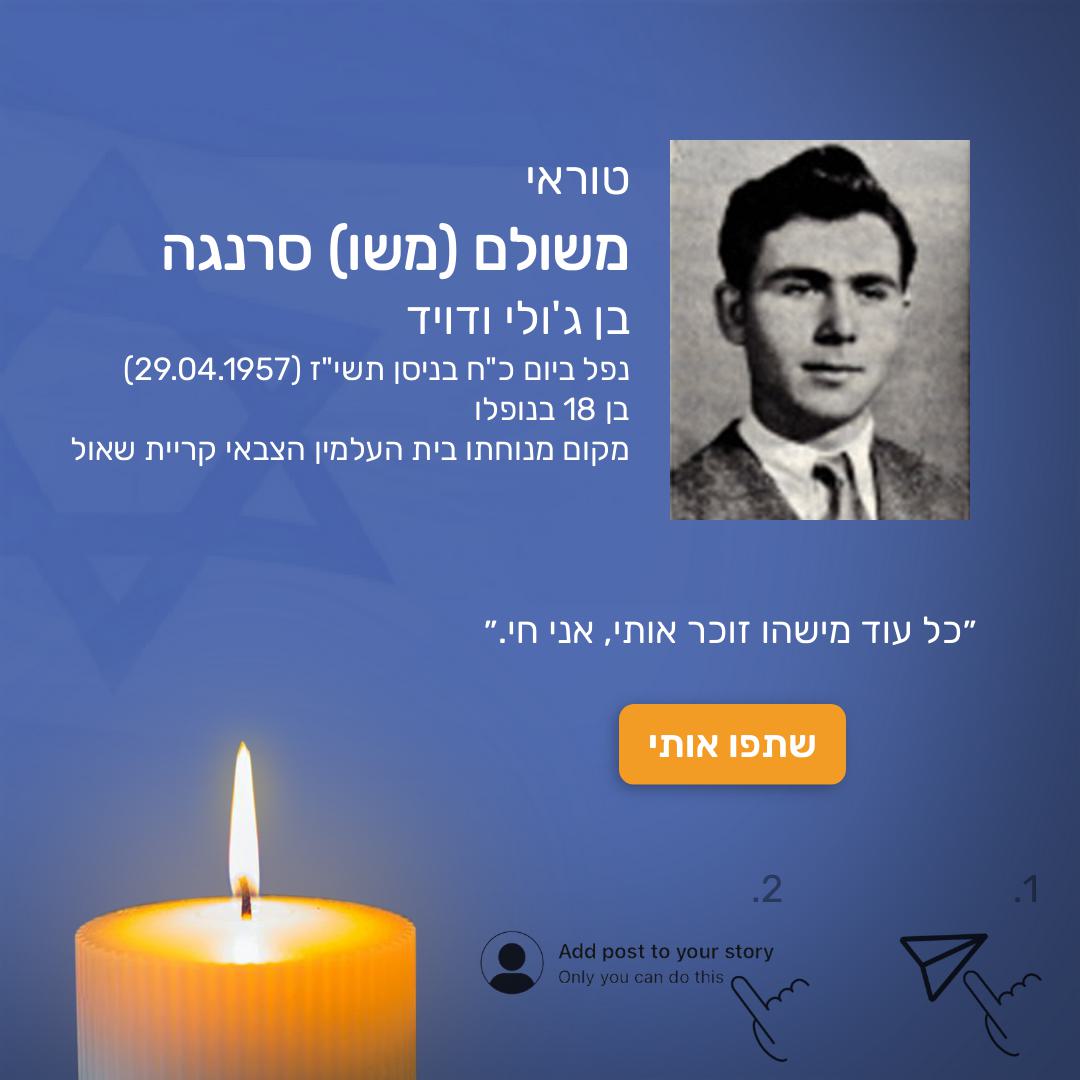 טוראי
משולם (משו) סרנגה
בן ג'ולי ודויד
נפל ביום כ"ח בניסן תשי"ז (29.04.1957)
בן 18 בנופלו
מקום מנוחתו בית העלמין הצבאי קריית שאול
״כל עוד מישהו זוכר אותי, אני חי.״
שתפו אותי
1.
2.
Add post to your story
Only you can do this